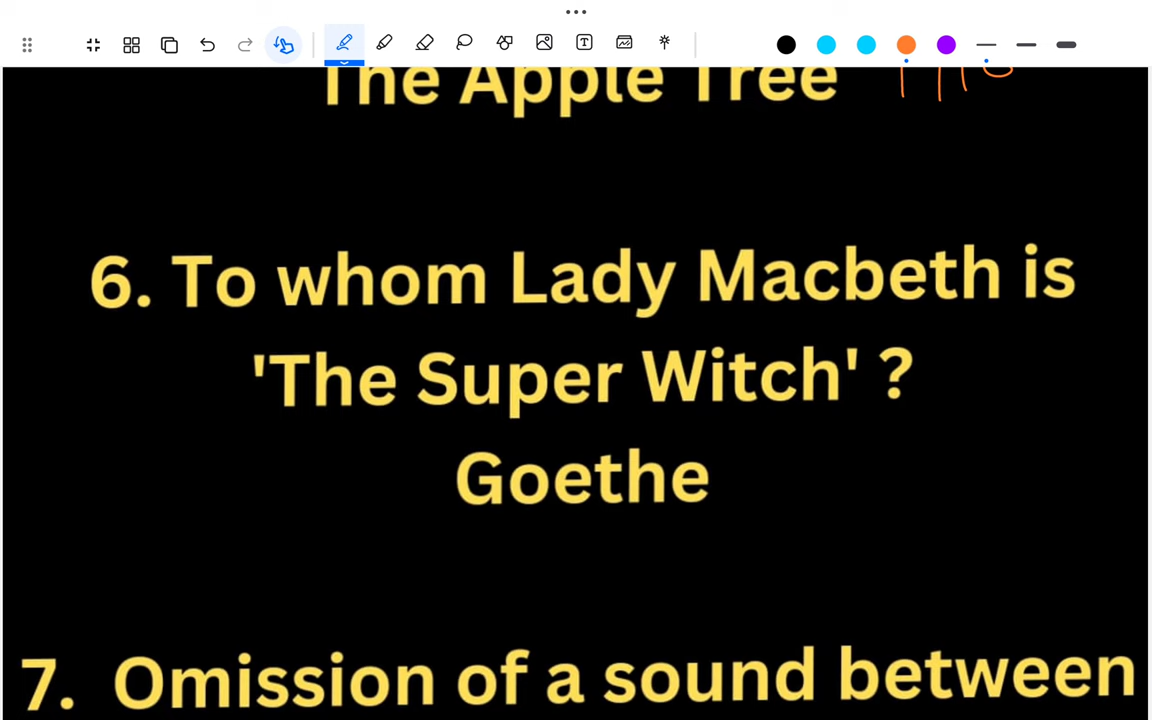 The Apple Tree
6. To whom Lady Macbeth is
'The Super Witch' ?
Goethe
7. Omission of a sound between